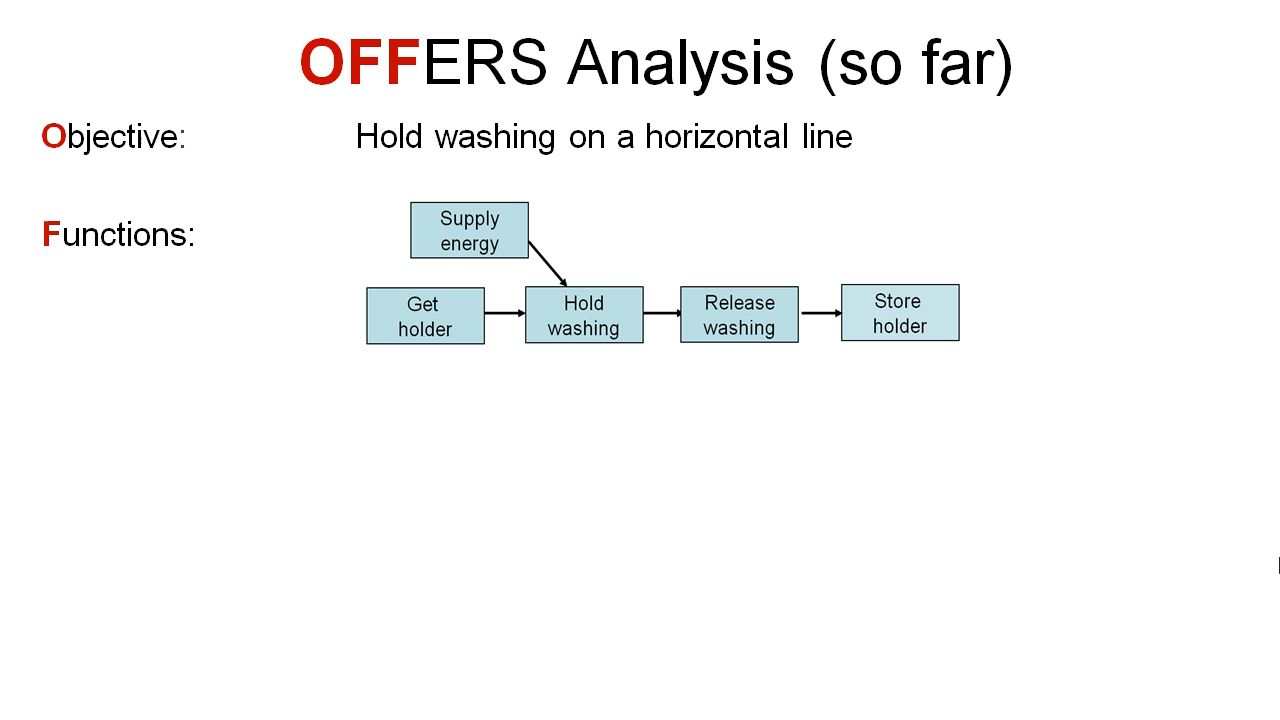 OFFERS Analysis (so far)
Objective: Hold washing on a horizontal line
Functions:
Supply
energy
Get
holder
Hold
washing
Release
washing
Store
holder